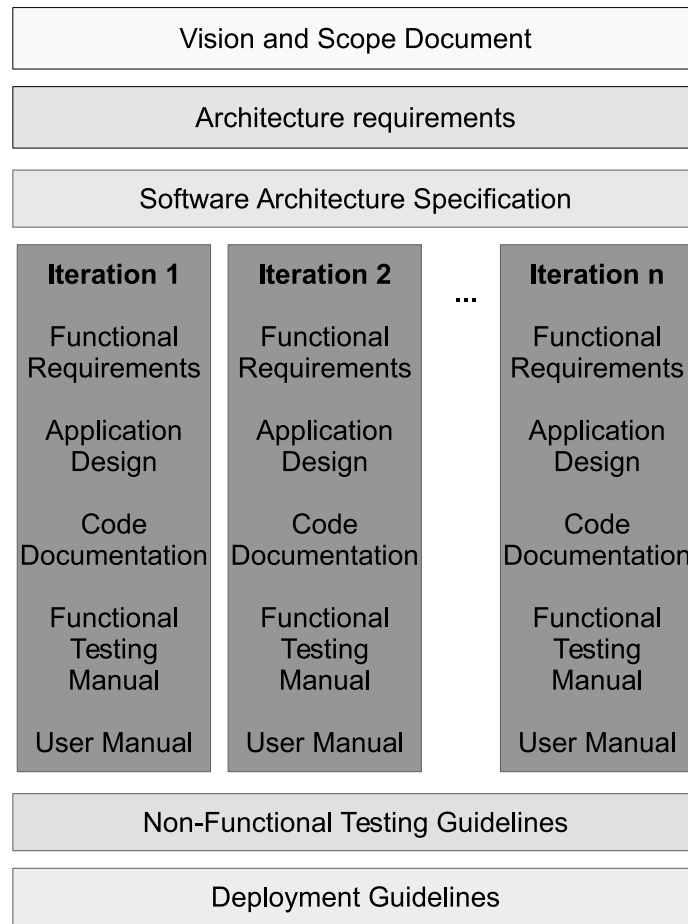 Vision and Scope Document
Architecture requirements
Software Architecture Specification
Iteration 1
Functional
Requirements
Application
Design
Code
Documentation
Functional
Testing
Manual
User Manual
Iteration 2
Functional
Requirements
Application
Design
Code
Documentation
Functional
Testing
Manual
User Manual
...
Iteration n
Functional
Requirements
Application
Design
Code
Documentation
Functional
Testing
Manual
User Manual
Non-Functional Testing Guidelines
Deployment Guidelines